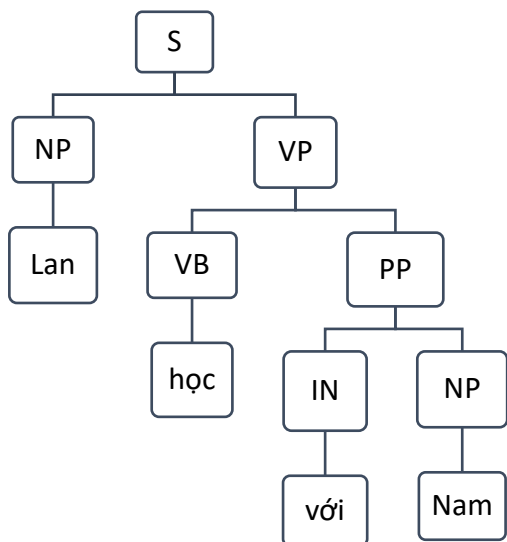 S
NP VP
Lan VB PP
học IN NP
với Nam